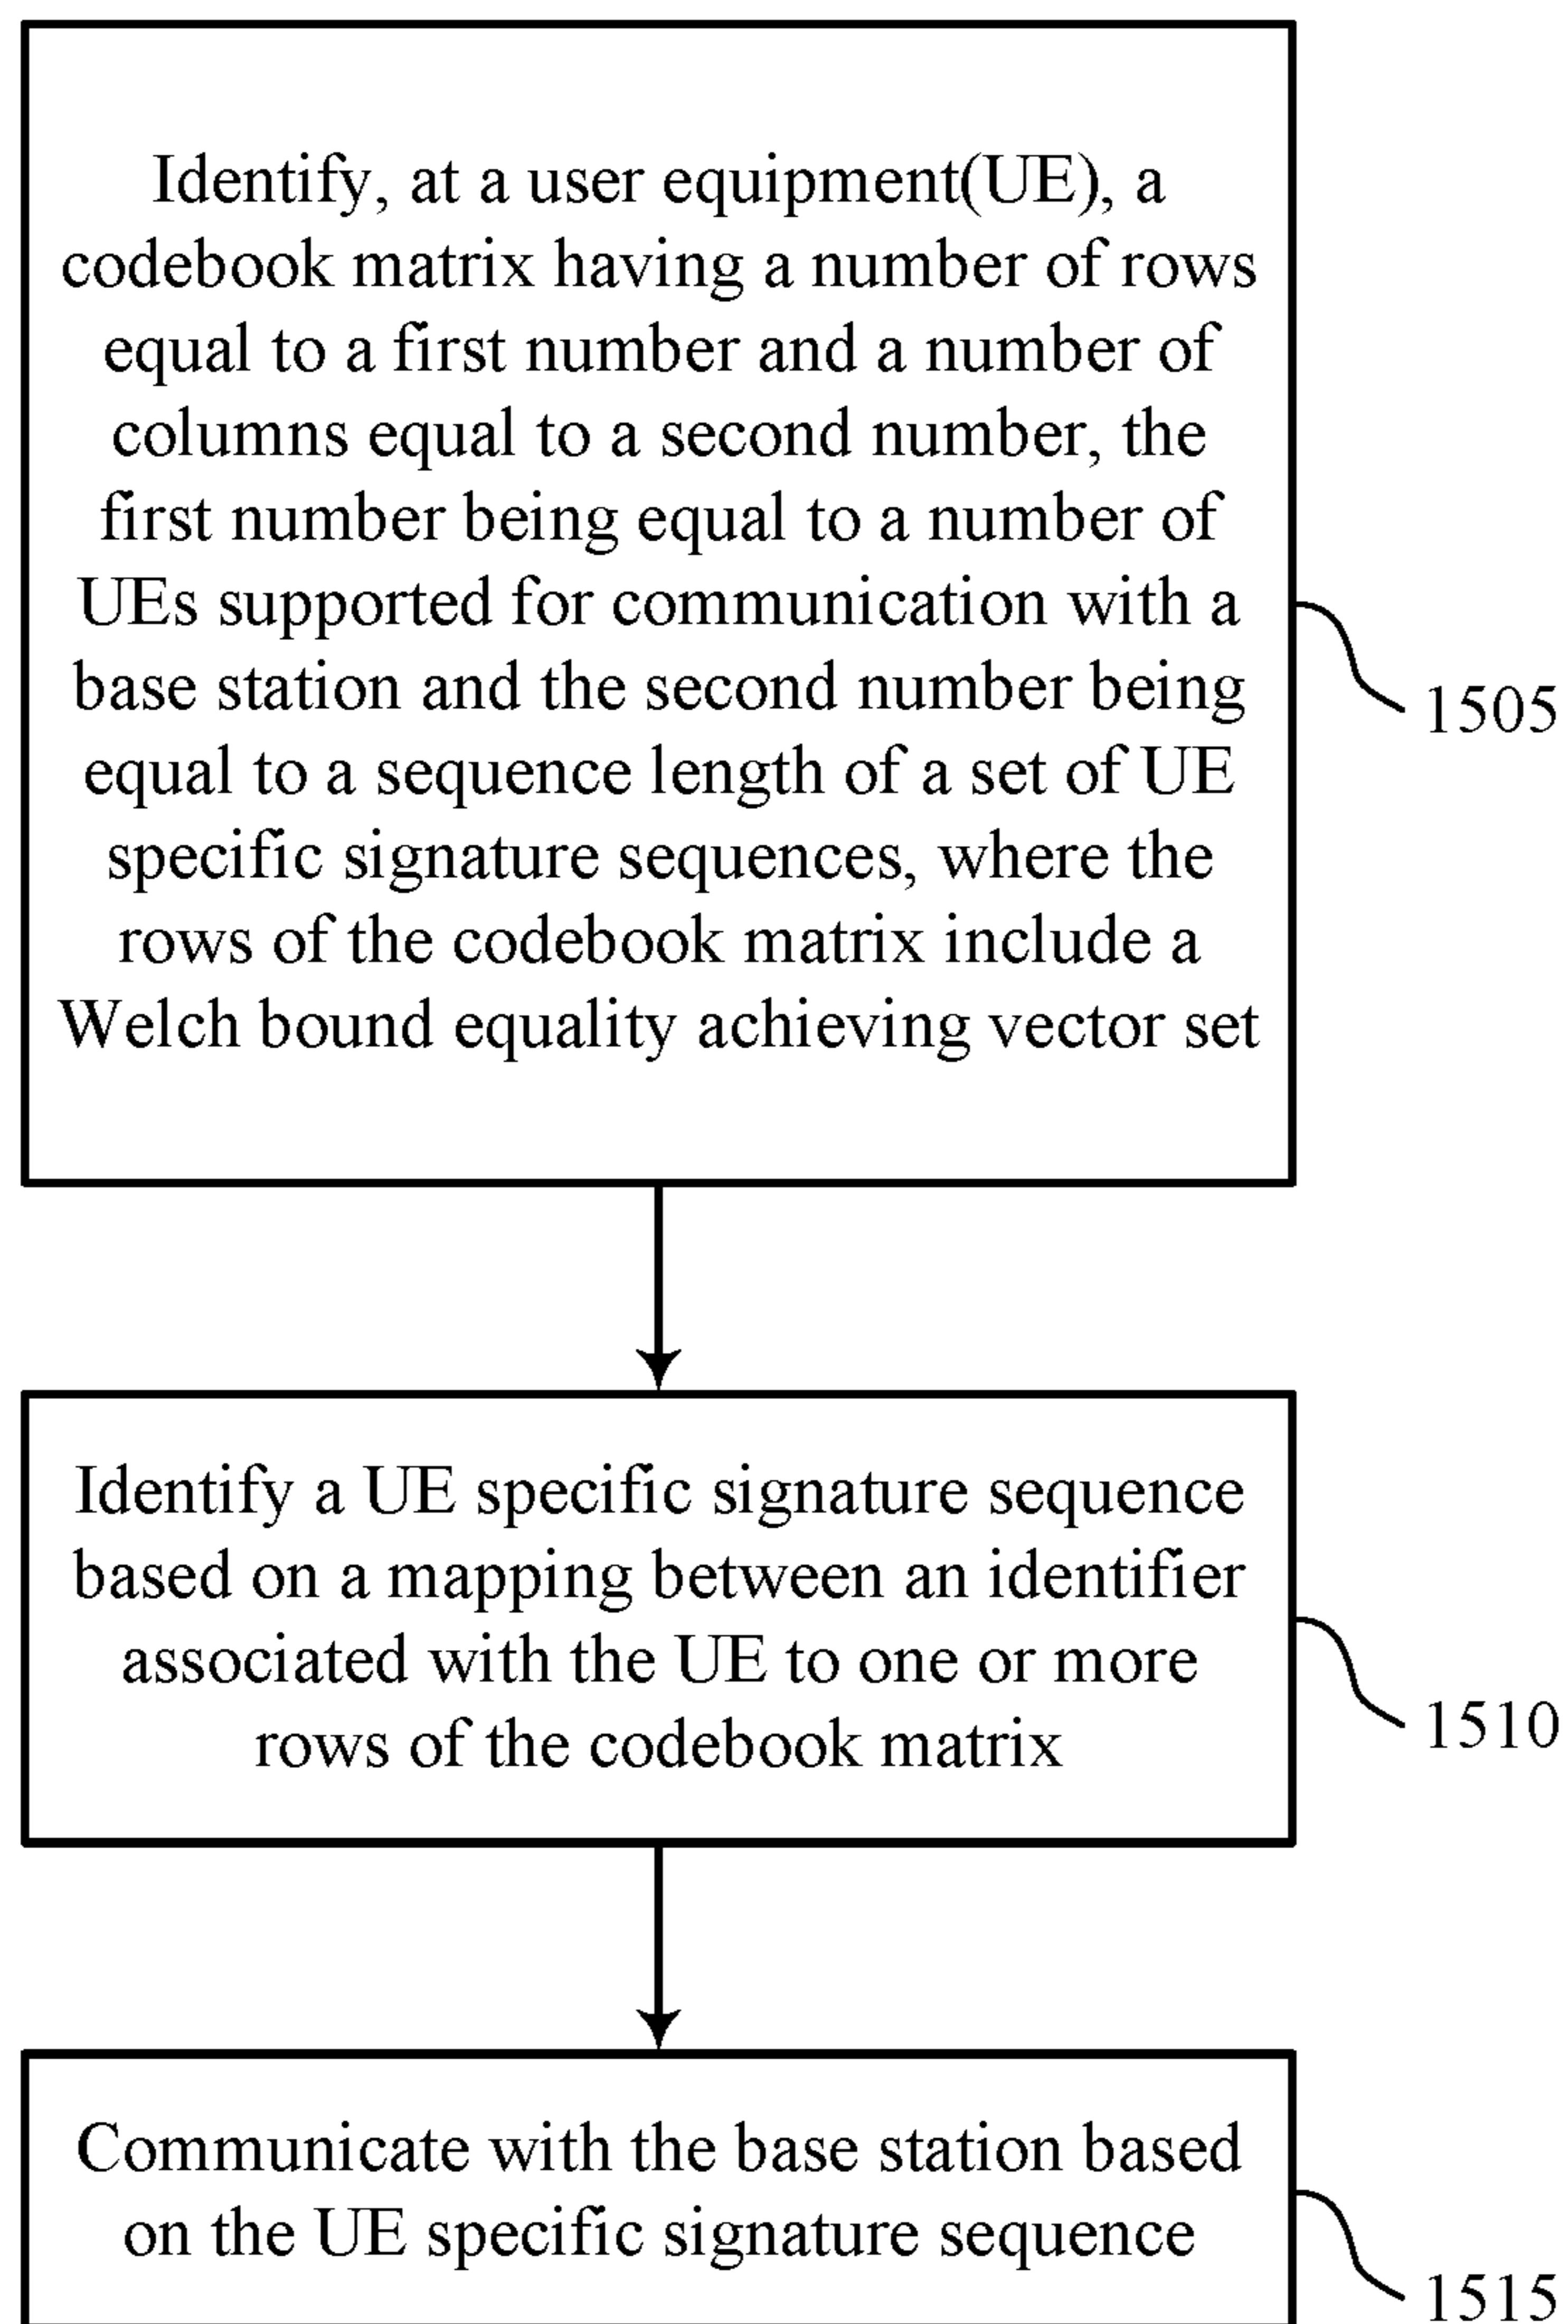 Identify, at a user equipment(UE), a
codebook matrix having a number of rows
equal to a first number and a number of
columns equal to a second number, the
first number being equal to a number of
UEs supported for communication with a
base station and the second number being
equal to a sequence length of a set of UE
specific signature sequences, where the
rows of the codebook matrix include a
Welch bound equality achieving vector set
1505
Identify a UE specific signature sequence
based on a mapping between an identifier
associated with the UE to one or more
rows of the codebook matrix
1510
Communicate with the base station based
on the UE specific signature sequence
1515